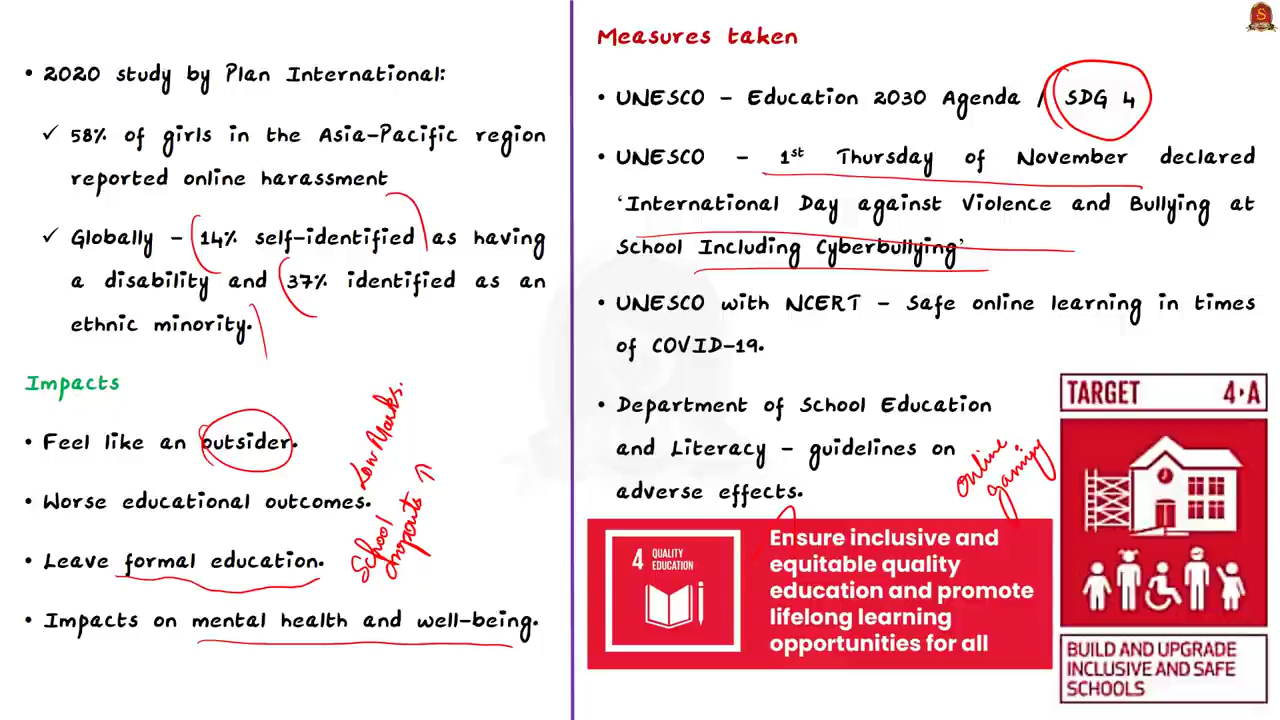 • 2020 study by Plan International:
✓ 58% of girls in the Asia-Pacific region
reported online harassment
✓ Globally – 14% self-identified as having
a disability and 37% identified as an
ethnic minority.
Impacts
• Feel like an outsider.
• Worse educational outcomes.
Low Marks.
• Leave formal education.
School
dropouts ↑
• Impacts on mental health and well-being.
Measures taken
• UNESCO – Education 2030 Agenda / SDG 4
• UNESCO – 1st Thursday of November declared
‘International Day against Violence and Bullying at
School Including Cyberbullying’
• UNESCO with NCERT – Safe online learning in times
of COVID-19.
• Department of School Education
and Literacy – guidelines on
adverse effects.
online
gaming
4 QUALITY
EDUCATION
Ensure inclusive and
equitable quality
education and promote
lifelong learning
opportunities for all
TARGET 4·A
BUILD AND UPGRADE
INCLUSIVE AND SAFE
SCHOOLS